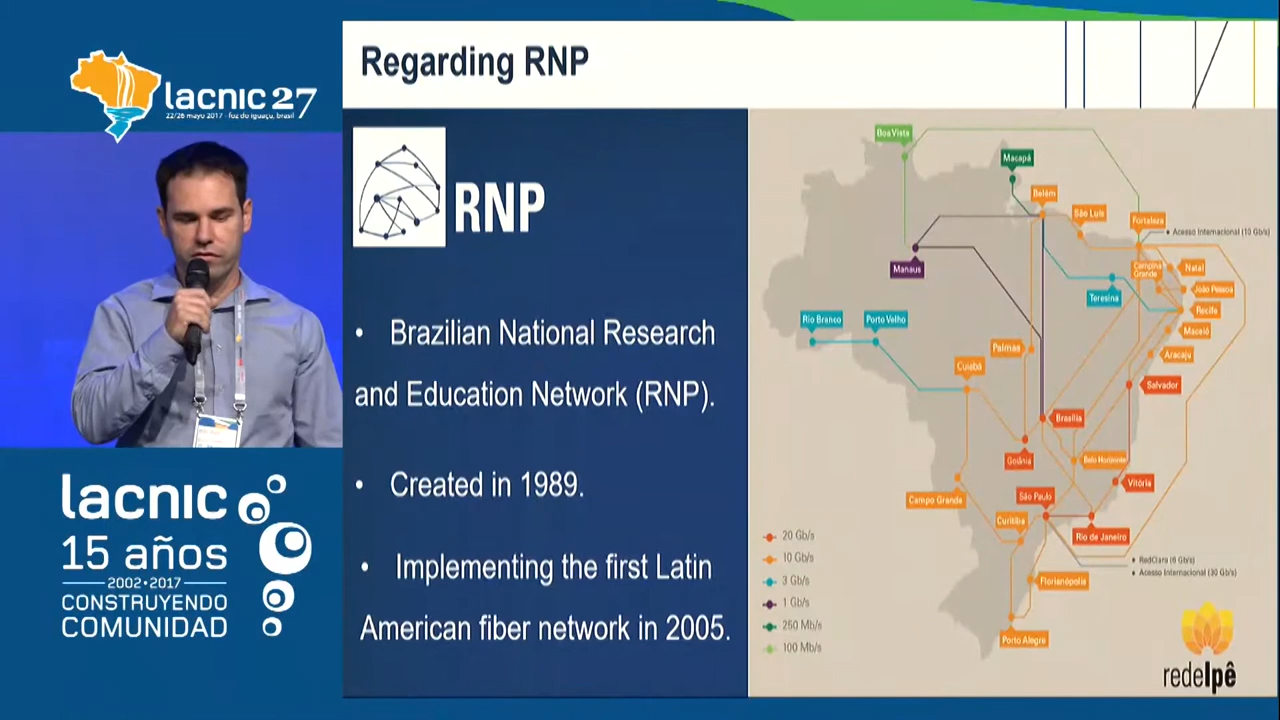 lacnic 27
22/26 mayo 2017 - foz do iguaçu, brasil
lacnic
15 años
2002•2017
CONSTRUYENDO
COMUNIDAD
Regarding RNP
RNP
• Brazilian National Research
and Education Network (RNP).
• Created in 1989.
• Implementing the first Latin
American fiber network in 2005.
Boa Vista
Macapá
Belém
São Luís
Fortaleza
Acesso Internacional (10 Gb/s)
Manaus
Campina
Grande
Natal
João Pessoa
Teresina
Recife
Rio Branco
Porto Velho
Maceió
Palmas
Aracaju
Cuiabá
Salvador
Brasília
Goiânia
Belo Horizonte
Vitória
Campo Grande
São Paulo
Curitiba
Rio de Janeiro
RedClara (6 Gb/s)
Acesso Internacional (30 Gb/s)
Florianópolis
Porto Alegre
20 Gb/s
10 Gb/s
3 Gb/s
1 Gb/s
250 Mb/s
100 Mb/s
redeIpê